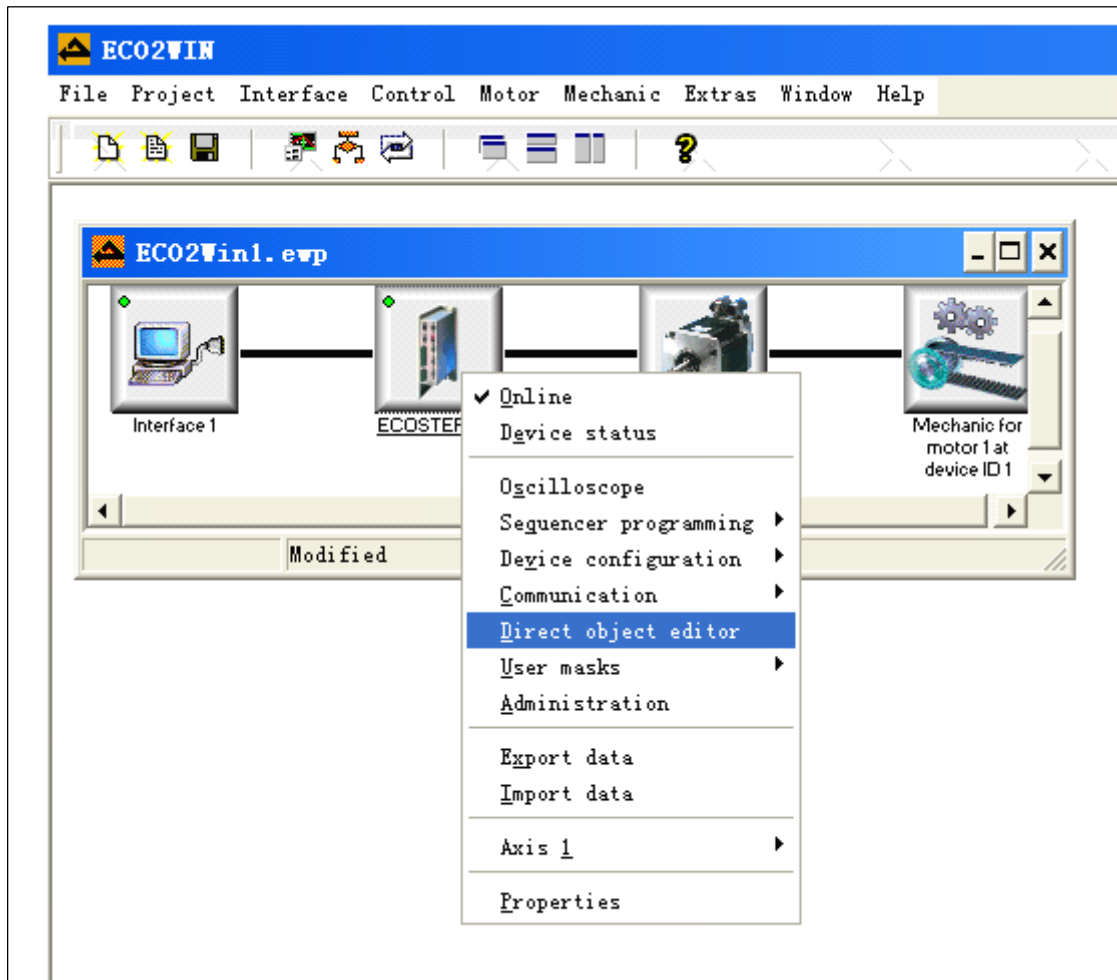 ECO2WIN
File Project Interface Control Motor Mechanic Extras Window Help
ECO2Win1.ewp
Interface 1
ECOSTEP
Mechanic for
motor 1 at
device ID 1
Modified
Online
Device status
Oscilloscope
Sequencer programming
Device configuration
Communication
Direct object editor
User masks
Administration
Export data
Import data
Axis 1
Properties